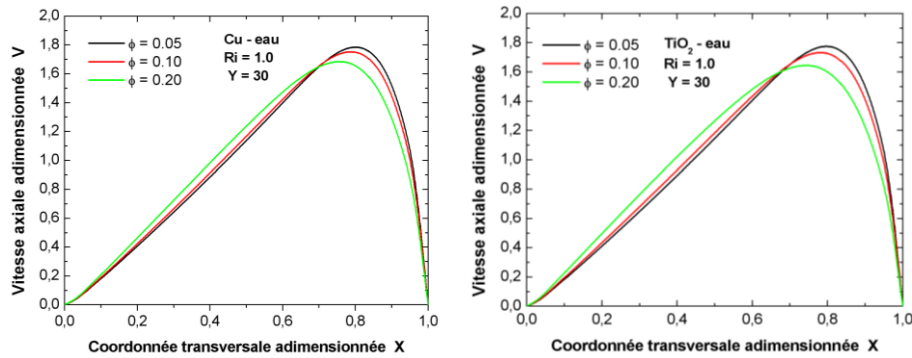 Vitesse axiale adimensionnée V
2,0
1,8
1,6
1,4
1,2
1,0
0,8
0,6
0,4
0,2
0,0
ϕ = 0.05
ϕ = 0.10
ϕ = 0.20
Cu - eau
Ri = 1.0
Y = 30
0,0 0,2 0,4 0,6 0,8 1,0
Coordonnée transversale adimensionnée X
Vitesse axiale adimensionnée V
2,0
1,8
1,6
1,4
1,2
1,0
0,8
0,6
0,4
0,2
0,0
ϕ = 0.05
ϕ = 0.10
ϕ = 0.20
TiO₂ - eau
Ri = 1.0
Y = 30
0,0 0,2 0,4 0,6 0,8 1,0
Coordonnée transversale adimensionnée X